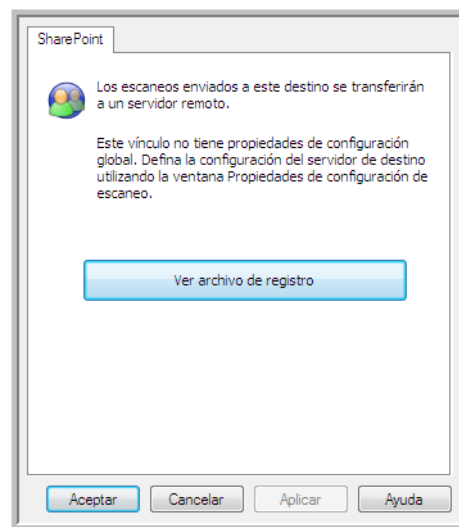 SharePoint
Los escaneos enviados a este destino se transferirán
a un servidor remoto.
Este vínculo no tiene propiedades de configuración
global. Defina la configuración del servidor de destino
utilizando la ventana Propiedades de configuración de
escaneo.
Ver archivo de registro
Aceptar
Cancelar
Aplicar
Ayuda